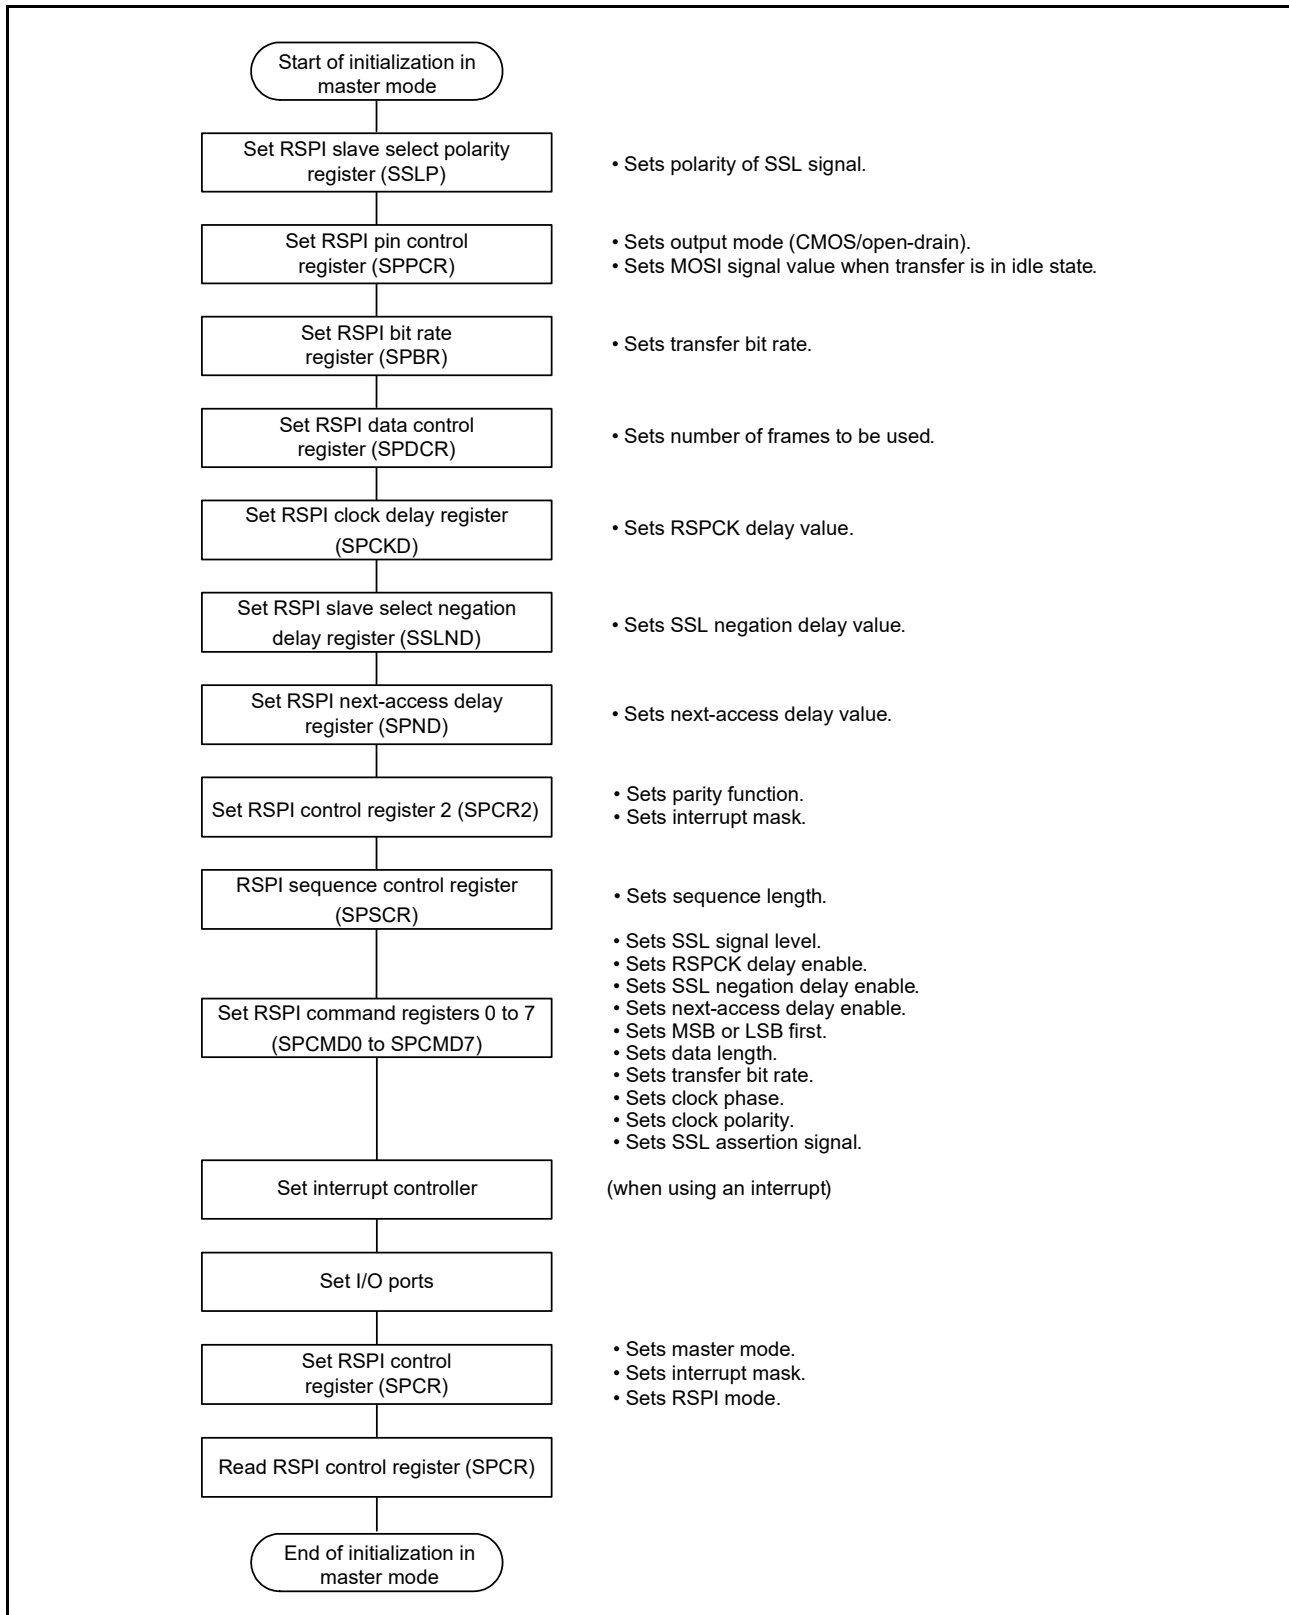 Start of initialization in
master mode
Set RSPI slave select polarity
register (SSLP)
• Sets polarity of SSL signal.
Set RSPI pin control
register (SPPCR)
• Sets output mode (CMOS/open-drain).
• Sets MOSI signal value when transfer is in idle state.
Set RSPI bit rate
register (SPBR)
• Sets transfer bit rate.
Set RSPI data control
register (SPDCR)
• Sets number of frames to be used.
Set RSPI clock delay register
(SPCKD)
• Sets RSPCK delay value.
Set RSPI slave select negation
delay register (SSLND)
• Sets SSL negation delay value.
Set RSPI next-access delay
register (SPND)
• Sets next-access delay value.
Set RSPI control register 2 (SPCR2)
• Sets parity function.
• Sets interrupt mask.
RSPI sequence control register
(SPSCR)
• Sets sequence length.
Set RSPI command registers 0 to 7
(SPCMD0 to SPCMD7)
• Sets SSL signal level.
• Sets RSPCK delay enable.
• Sets SSL negation delay enable.
• Sets next-access delay enable.
• Sets MSB or LSB first.
• Sets data length.
• Sets transfer bit rate.
• Sets clock phase.
• Sets clock polarity.
• Sets SSL assertion signal.
Set interrupt controller
(when using an interrupt)
Set I/O ports
Set RSPI control
register (SPCR)
• Sets master mode.
• Sets interrupt mask.
• Sets RSPI mode.
Read RSPI control register (SPCR)
End of initialization in
master mode